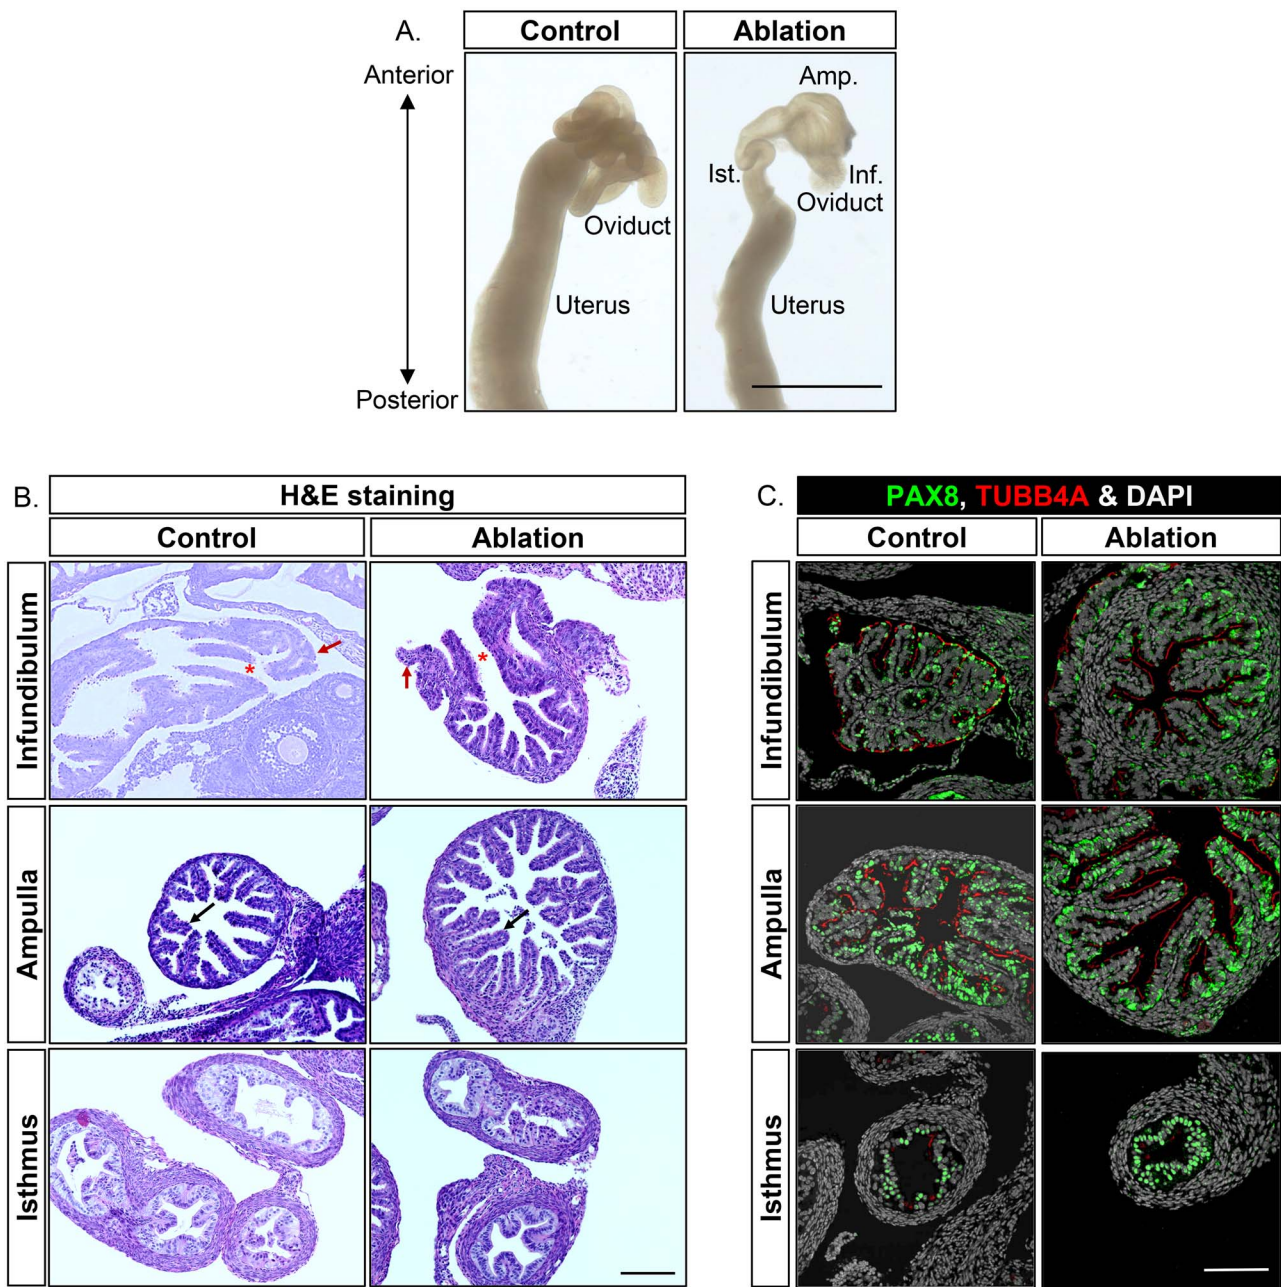 A.
Control
Ablation
Anterior
Posterior
Oviduct
Uterus
Amp.
Ist.
Inf.
Oviduct
Uterus
B.
H&E staining
Control
Ablation
Infundibulum
*
*
Ampulla
Isthmus
C.
PAX8, TUBB4A & DAPI
Control
Ablation
Infundibulum
Ampulla
Isthmus